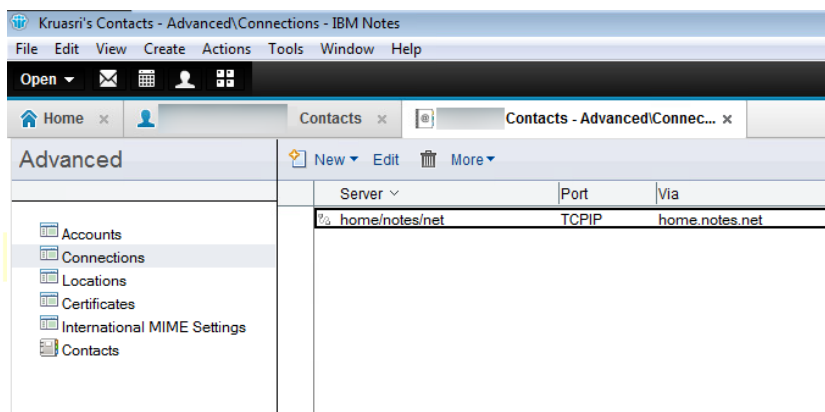 Kruasri's Contacts - Advanced\Connections - IBM Notes
File Edit View Create Actions Tools Window Help
Open
Home Contacts Contacts - Advanced\Connec...
Advanced
New Edit More
Server Port Via
home/notes/net TCPIP home.notes.net
Accounts
Connections
Locations
Certificates
International MIME Settings
Contacts